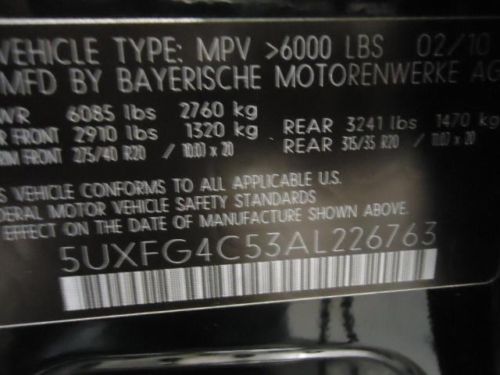 VEHICLE TYPE: MPV >6000 LBS 02/10
MFD BY BAYERISCHE MOTORENWERKE AG
WR 6085 lbs 2760 kg
R FRONT 2910 lbs 1320 kg REAR 3241 lbs 1470 kg
RIM FRONT 275/40 R20 // 10.0J x 20 REAR 315/35 R20 // 11.0J x 20
S VEHICLE CONFORMS TO ALL APPLICABLE U.S.
DERAL MOTOR VEHICLE SAFETY STANDARDS
EFFECT ON THE DATE OF MANUFACTURE SHOWN ABOVE.
5UXFG4C53AL226763